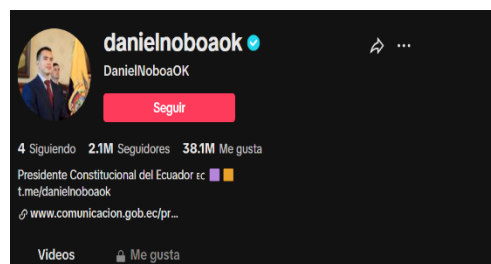 danielnoboaok
DanielNoboaOK
Seguir
4 Siguiendo 2.1M Seguidores 38.1M Me gusta
Presidente Constitucional del Ecuador EC
t.me/danielnoboaok
www.comunicacion.gob.ec/pr...
Videos Me gusta